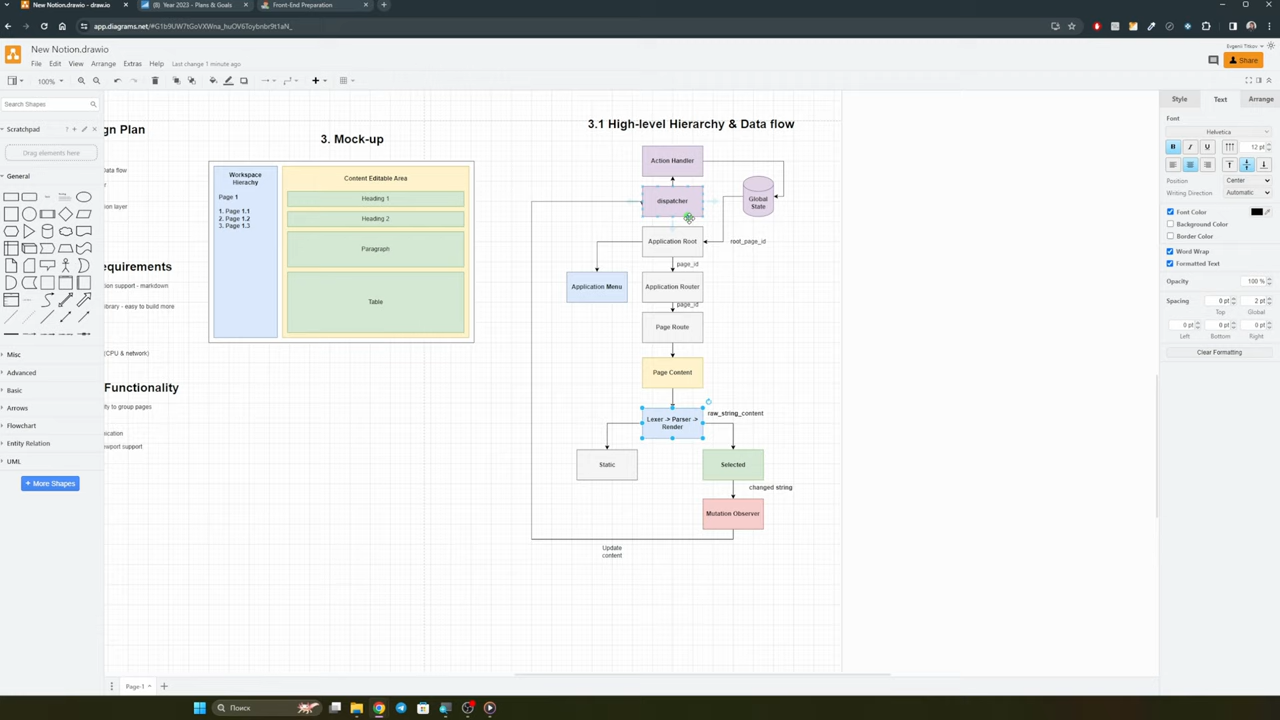 New Notion.drawio - draw.io
(8) Year 2023 - Plans & Goals
Front-End Preparation
app.diagrams.net/#G1b9UW7tGoVXWna_huOV6Toybnbr9t1aN_
New Notion.drawio
Evgenii Titkov
File Edit View Arrange Extras Help Last change 1 minute ago
Share
100%
Search Shapes
Scratchpad
Drag elements here
General
Misc
Advanced
Basic
Arrows
Flowchart
Entity Relation
UML
+ More Shapes
gn Plan
Data flow
tion layer
equirements
tion support - markdown
brary - easy to build more
(CPU & network)
Functionality
y to group pages
ication
ewport support
3. Mock-up
Workspace
Hierachy
Page 1
1. Page 1.1
2. Page 1.2
3. Page 1.3
Content Editable Area
Heading 1
Heading 2
Paragraph
Table
3.1 High-level Hierarchy & Data flow
Action Handler
dispatcher
Global
State
Application Root
root_page_id
page_id
Application Menu
Application Router
page_id
Page Route
Page Content
Lexer -> Parser ->
Render
raw_string_content
Static
Selected
changed string
Mutation Observer
Update
content
Style Text Arrange
Font
Helvetica
B I U 12 pt
Position Center
Writing Direction Automatic
Font Color
Background Color
Border Color
Word Wrap
Formatted Text
Opacity 100 %
Spacing 0 pt 2 pt
Top Global
0 pt 0 pt 0 pt
Left Bottom Right
Clear Formatting
Page-1
Поиск